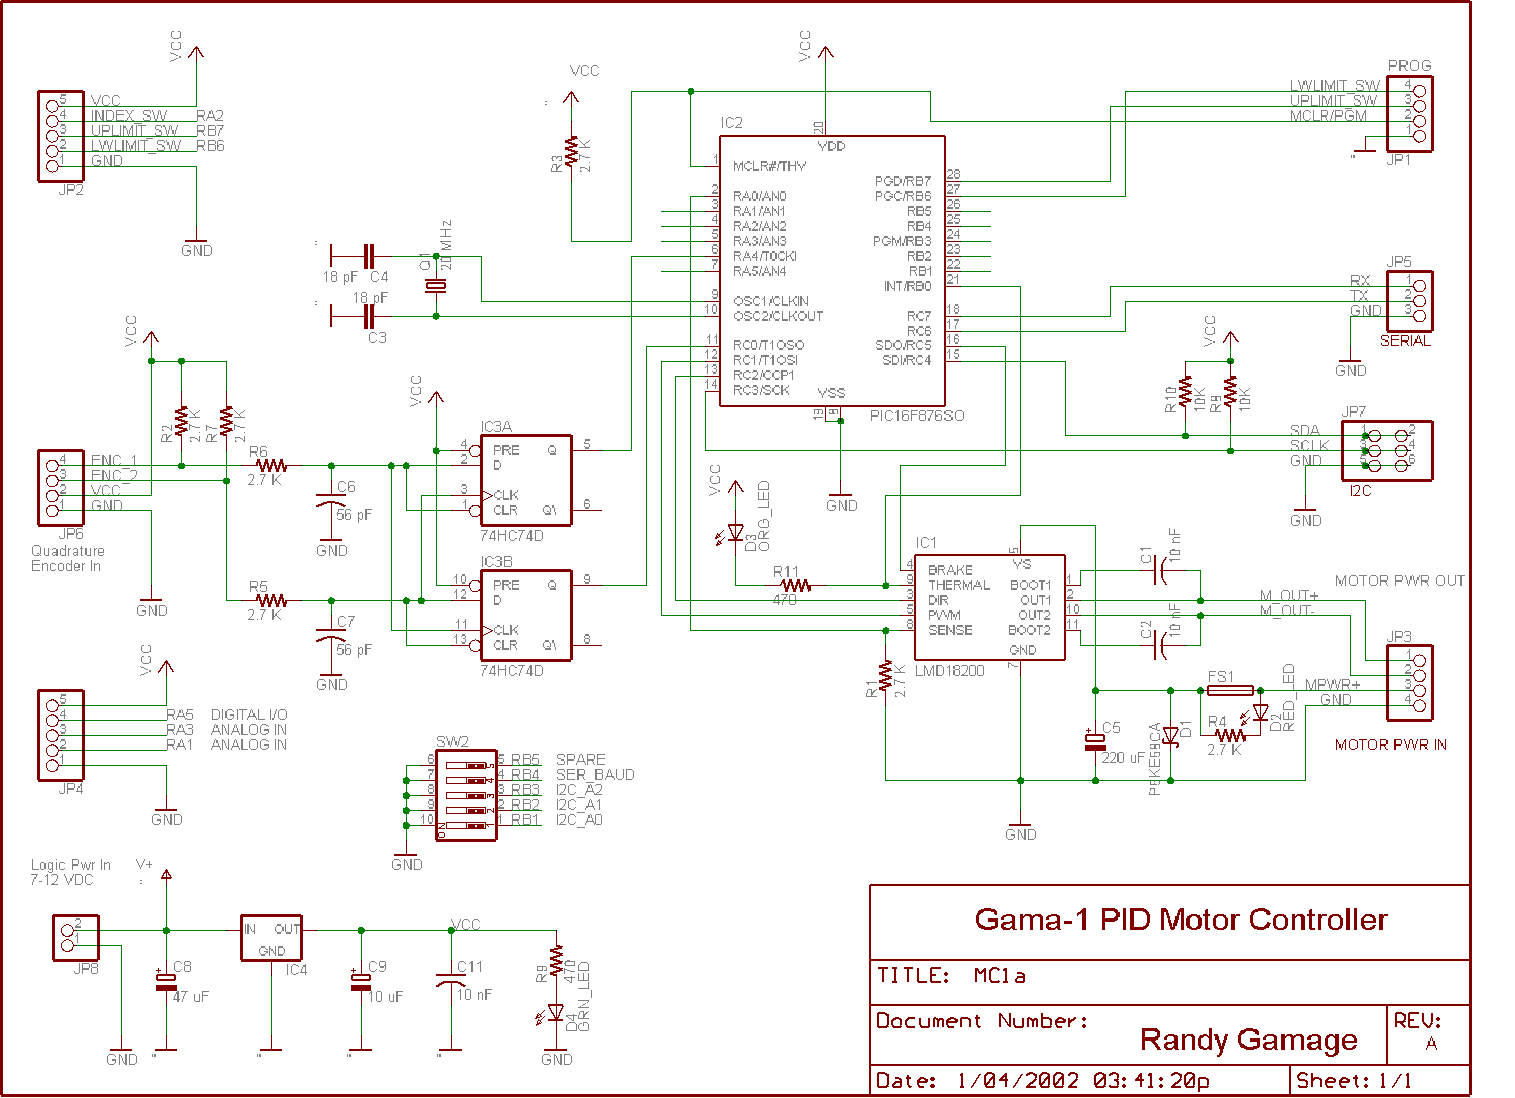 VCC
VCC
VCC
PROG
5 VCC
4 INDEX_SW RA2
3 UPLIMIT_SW RB7
2 LWLIMIT_SW RB6
1 GND
JP2
GND
R3
2.7 K
IC2
20
VDD
1 MCLR#/THV
2 RA0/AN0
3 RA1/AN1
4 RA2/AN2
5 RA3/AN3
6 RA4/T0CKI
7 RA5/AN4
9 OSC1/CLKIN
10 OSC2/CLKOUT
11 RC0/T1OSO
12 RC1/T1OSI
13 RC2/CCP1
14 RC3/SCK
PGD/RB7 28
PGC/RB6 27
RB5 26
RB4 25
PGM/RB3 24
RB2 23
RB1 22
INT/RB0 21
RC7 18
RC6 17
SDO/RC5 16
SDI/RC4 15
VSS
19 8
PIC16F876SO
GND
LWLIMIT_SW 4
UPLIMIT_SW 3
MCLR/PGM 2
1
JP1
18 pF C4
18 pF
C3
Q1
20 MHz
JP5
RX 1
TX 2
GND 3
SERIAL
GND
VCC
R10
10K
R8
10K
JP7
SDA 1 2
SCLK 3 4
GND 5 6
I2C
GND
VCC
R2
2.7 K
R7
2.7 K
4 ENC_1
3 ENC_2
2 VCC
1 GND
JP6
Quadrature
Encoder In
GND
R6
2.7 K
C6
56 pF
GND
R5
2.7 K
C7
56 pF
GND
VCC
IC3A
4 PRE Q 5
2 D
3 CLK
1 CLR Q\ 6
74HC74D
IC3B
10 PRE Q 9
12 D
11 CLK
13 CLR Q\ 8
74HC74D
VCC
D3
ORG_LED
R11
470
IC1
5
VS
4 BRAKE
9 THERMAL
3 DIR
5 PWM
8 SENSE
BOOT1 1
OUT1 2
OUT2 10
BOOT2 11
GND
7
LMD18200
R1
2.7 K
C1
10 nF
C2
10 nF
MOTOR PWR OUT
M_OUT+
M_OUT-
JP3
1
2
MPWR+ 3
GND 4
MOTOR PWR IN
FS1
R4
2.7 K
D2
RED_LED
D1
P6KE68CA
C5
220 uF
GND
VCC
5
4 RA5 DIGITAL I/O
3 RA3 ANALOG IN
2 RA1 ANALOG IN
1
JP4
GND
SW2
6 5 RB5 SPARE
7 4 RB4 SER_BAUD
8 3 RB3 I2C_A2
9 2 RB2 I2C_A1
10 1 RB1 I2C_A0
ON
GND
Logic Pwr In
7-12 VDC
V+
2
1
JP8
GND
C8
47 uF
IN OUT
GND
IC4
C9
10 uF
VCC
C11
10 nF
R9
470
D4
GRN_LED
GND
Gama-1 PID Motor Controller
TITLE: MC1a
Document Number:
Randy Gamage
REV:
A
Date: 1/04/2002 03:41:20p
Sheet: 1/1